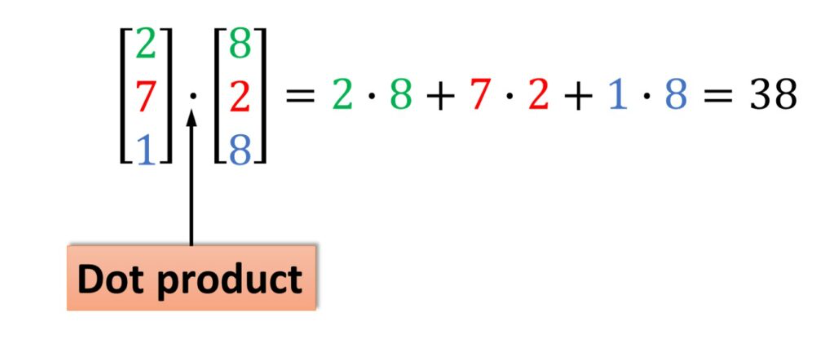 [2 7 1] · [8 2 8] = 2 · 8 + 7 · 2 + 1 · 8 = 38
Dot product